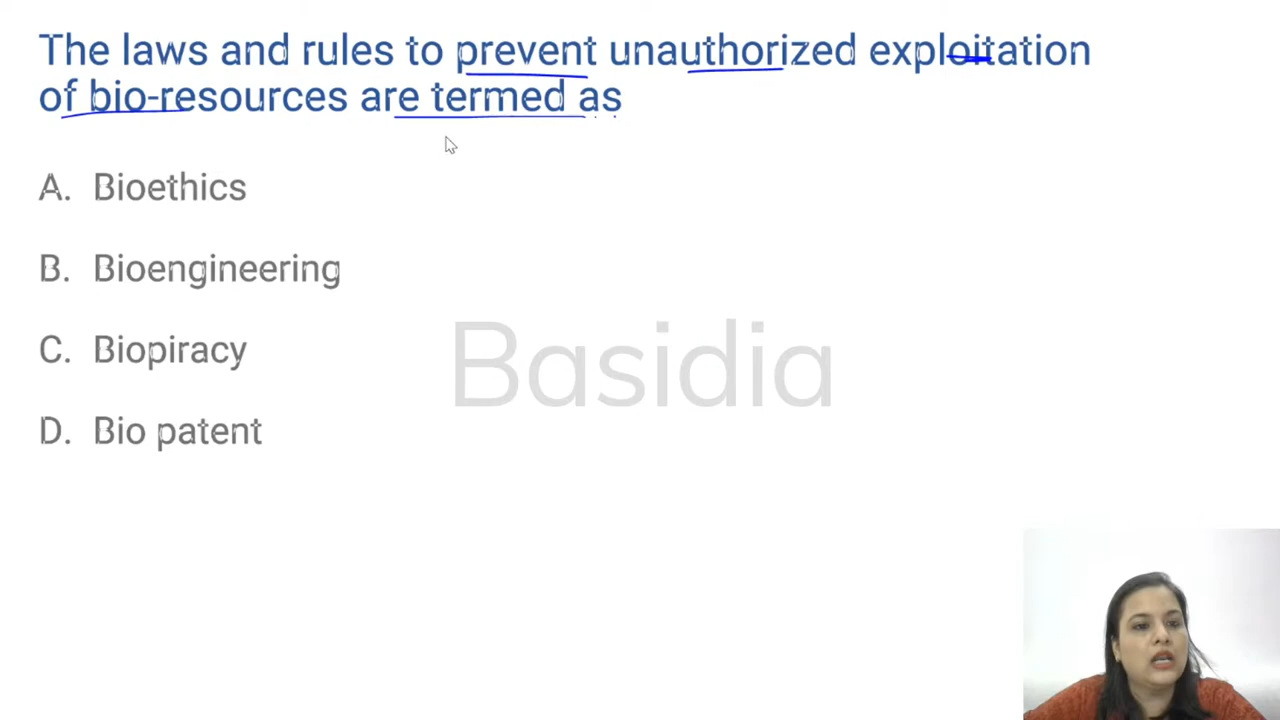 The laws and rules to prevent unauthorized exploitation
of bio-resources are termed as
A. Bioethics
B. Bioengineering
C. Biopiracy
D. Bio patent
Basidia